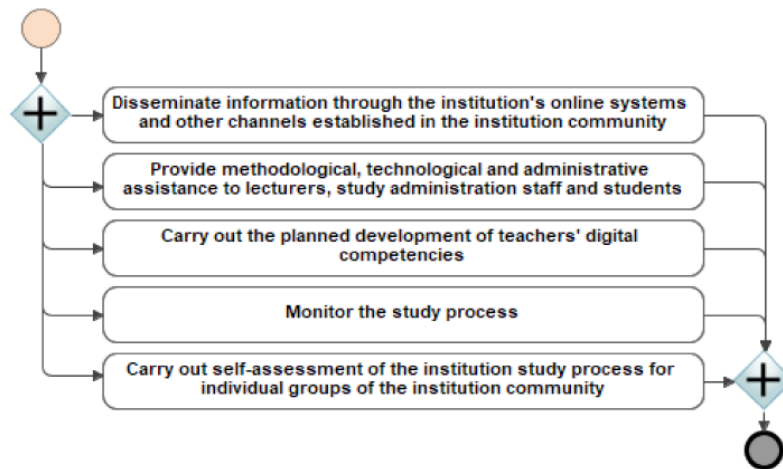 Disseminate information through the institution's online systems
and other channels established in the institution community
Provide methodological, technological and administrative
assistance to lecturers, study administration staff and students
Carry out the planned development of teachers' digital
competencies
Monitor the study process
Carry out self-assessment of the institution study process for
individual groups of the institution community